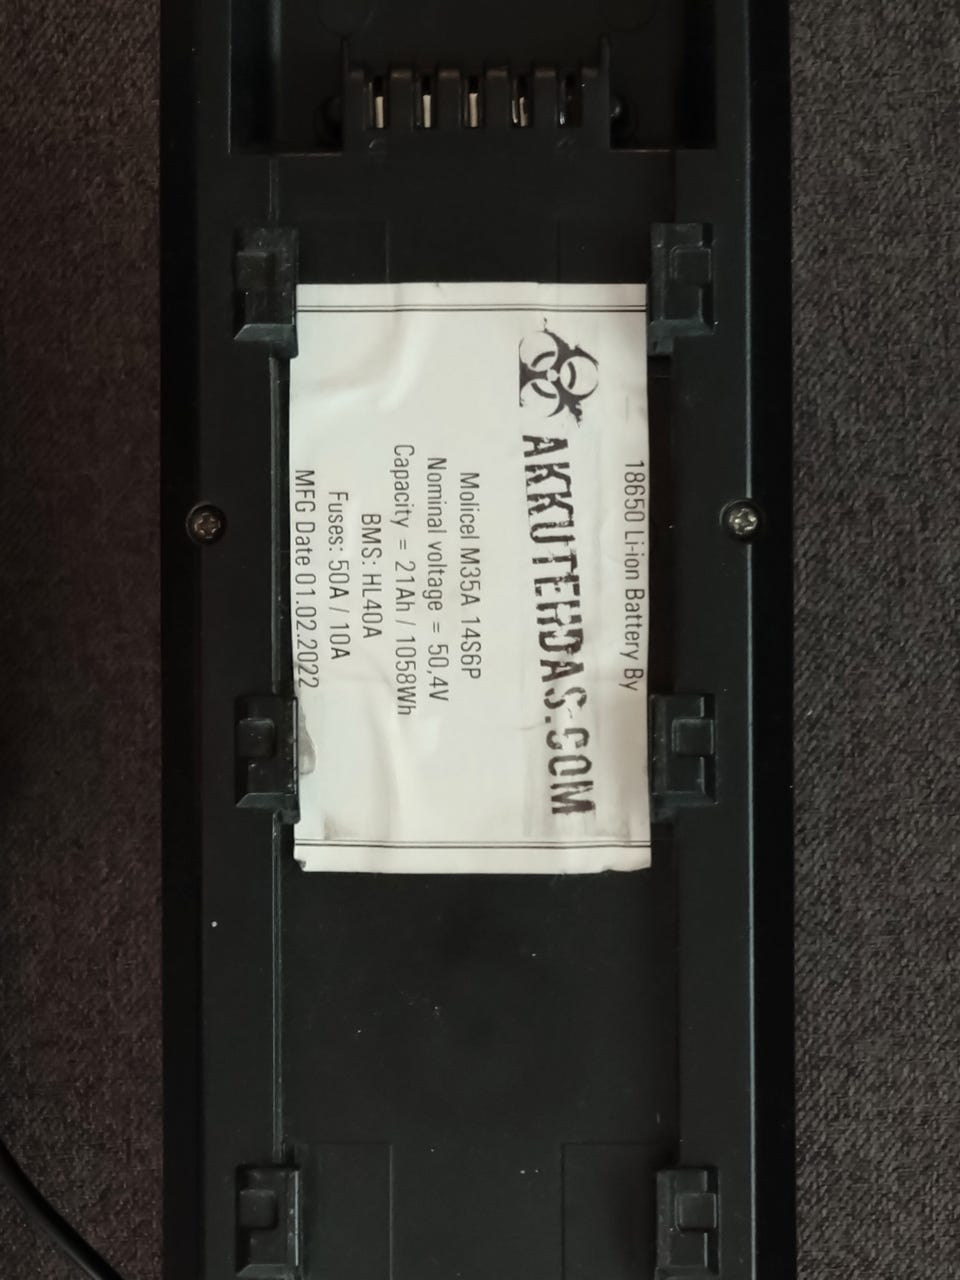 18650 Li-ion Battery By
AKKUTEHDAS.COM
Molicel M35A 14S6P
Nominal voltage = 50,4V
Capacity = 21Ah / 1058Wh
BMS: HL40A
Fuses: 50A / 10A
MFG Date 01.02.2022